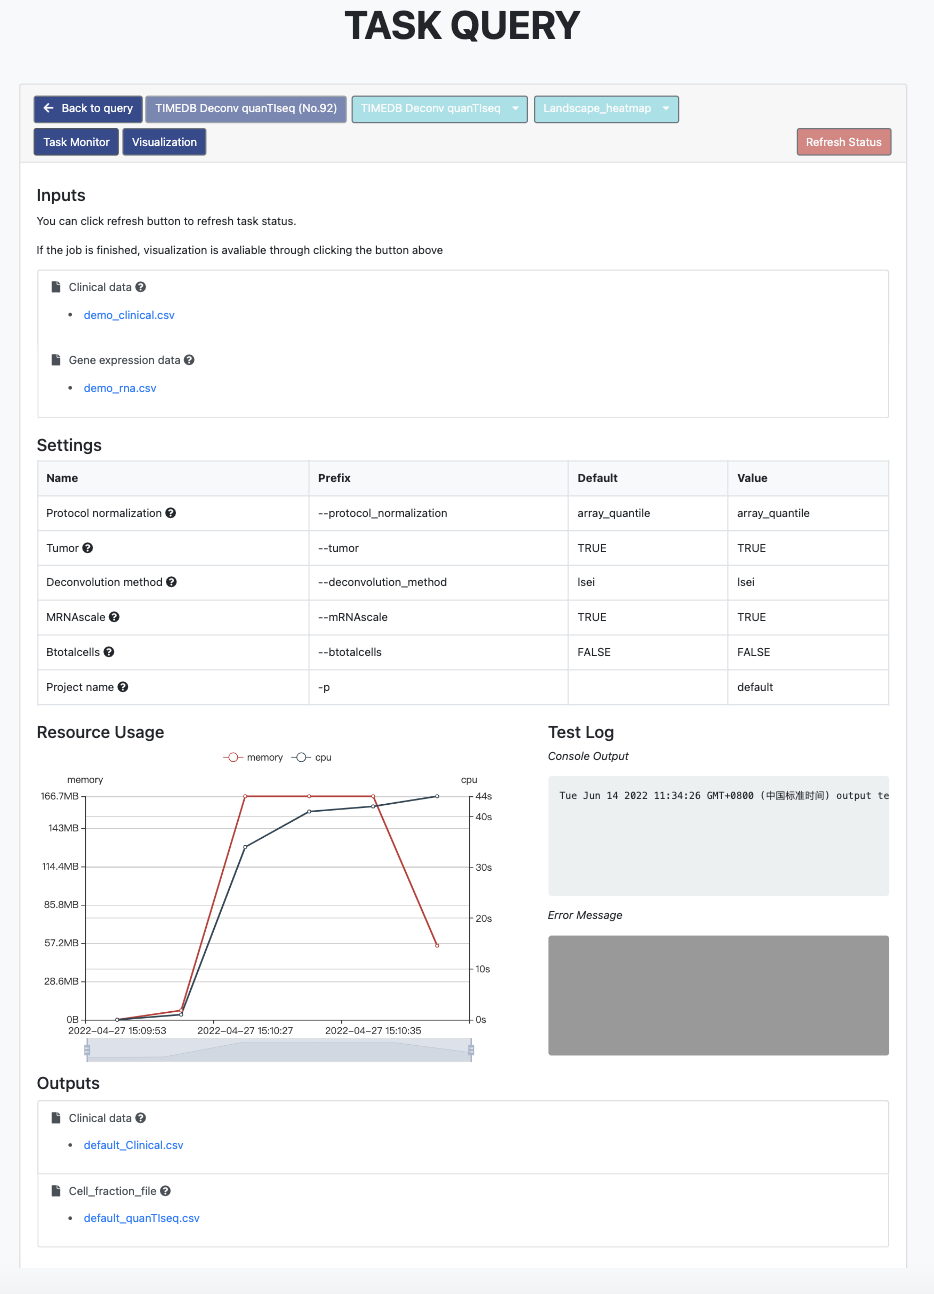 TASK QUERY
Back to query
TIMEDB Deconv quanTIseq (No.92)
TIMEDB Deconv quanTIseq
Landscape_heatmap
Task Monitor
Visualization
Refresh Status
Inputs
You can click refresh button to refresh task status.
If the job is finished, visualization is avaliable through clicking the button above
Clinical data
demo_clinical.csv
Gene expression data
demo_rna.csv
Settings
Name Prefix Default Value
Protocol normalization --protocol_normalization array_quantile array_quantile
Tumor --tumor TRUE TRUE
Deconvolution method --deconvolution_method lsei lsei
MRNAscale --mRNAscale TRUE TRUE
Btotalcells --btotalcells FALSE FALSE
Project name -p default
Resource Usage
memory cpu
memory cpu
166.7MB
143MB
114.4MB
85.8MB
57.2MB
28.6MB
0B
44s
40s
30s
20s
10s
0s
2022-04-27 15:09:53 2022-04-27 15:10:27 2022-04-27 15:10:35
Test Log
Console Output
Tue Jun 14 2022 11:34:26 GMT+0800 (中国标准时间) output te
Error Message
Outputs
Clinical data
default_Clinical.csv
Cell_fraction_file
default_quanTIseq.csv